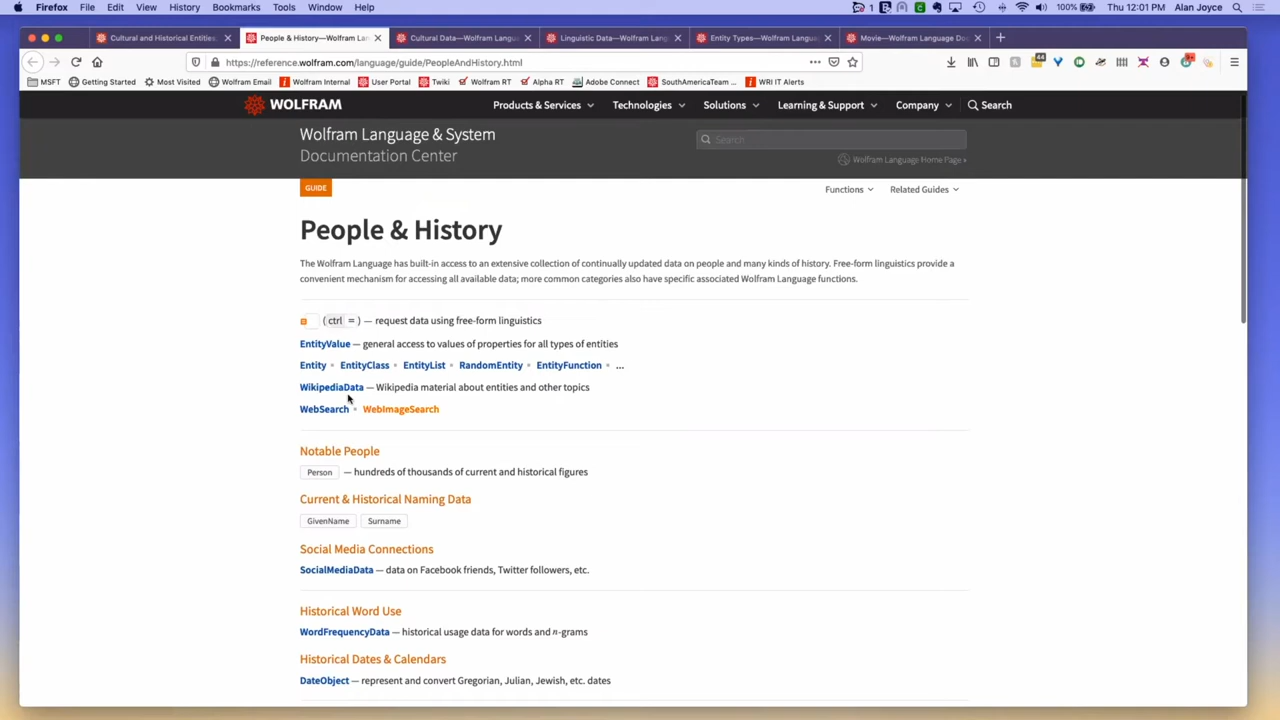 Firefox File Edit View History Bookmarks Tools Window Help 1 100% Thu 12:01 PM Alan Joyce
Cultural and Historical Entities People & History—Wolfram Lan Cultural Data—Wolfram Langua Linguistic Data—Wolfram Lang Entity Types—Wolfram Languag Movie—Wolfram Language Doc
https://reference.wolfram.com/language/guide/PeopleAndHistory.html 44
MSFT Getting Started Most Visited Wolfram Email Wolfram Internal User Portal Twiki Wolfram RT Alpha RT Adobe Connect SouthAmericaTeam ... WRI IT Alerts
WOLFRAM Products & Services Technologies Solutions Learning & Support Company Search
Wolfram Language & System
Documentation Center
Search
Wolfram Language Home Page »
GUIDE Functions Related Guides
People & History
The Wolfram Language has built-in access to an extensive collection of continually updated data on people and many kinds of history. Free-form linguistics provide a
convenient mechanism for accessing all available data; more common categories also have specific associated Wolfram Language functions.
( ctrl = ) — request data using free-form linguistics
EntityValue — general access to values of properties for all types of entities
Entity ▪ EntityClass ▪ EntityList ▪ RandomEntity ▪ EntityFunction ▪ ...
WikipediaData — Wikipedia material about entities and other topics
WebSearch ▪ WebImageSearch
Notable People
Person — hundreds of thousands of current and historical figures
Current & Historical Naming Data
GivenName Surname
Social Media Connections
SocialMediaData — data on Facebook friends, Twitter followers, etc.
Historical Word Use
WordFrequencyData — historical usage data for words and n-grams
Historical Dates & Calendars
DateObject — represent and convert Gregorian, Julian, Jewish, etc. dates